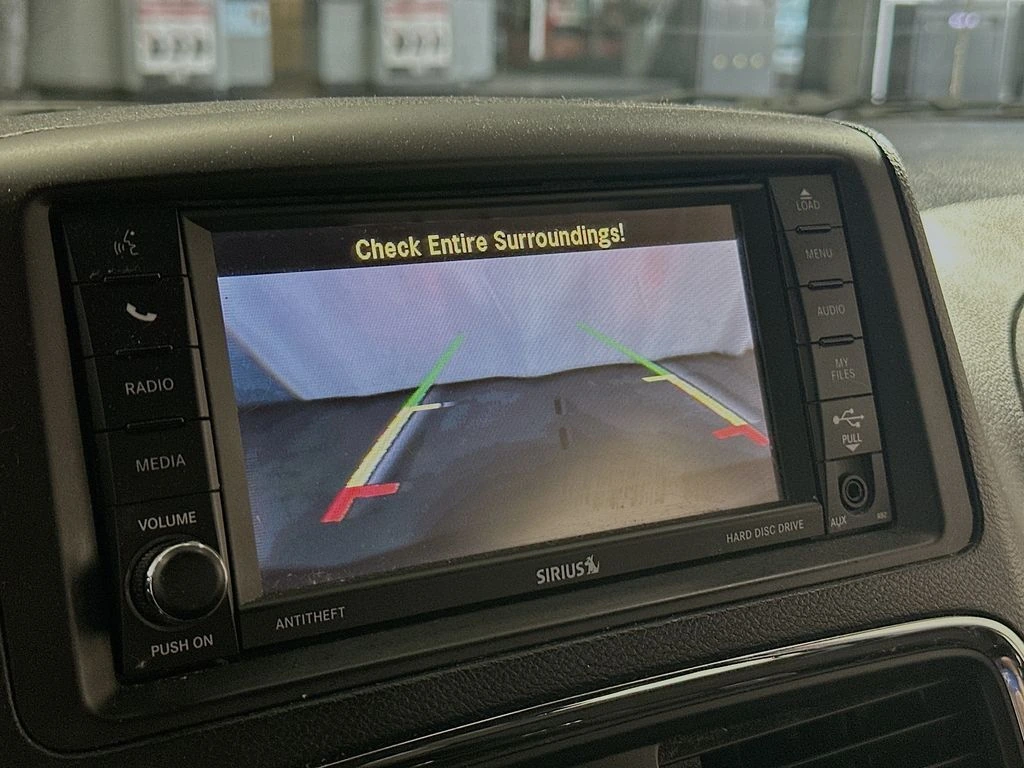 Check Entire Surroundings!
RADIO
MEDIA
VOLUME
PUSH ON
ANTITHEFT
SIRIUS
HARD DISC DRIVE
LOAD
MENU
AUDIO
MY
FILES
PULL
AUX